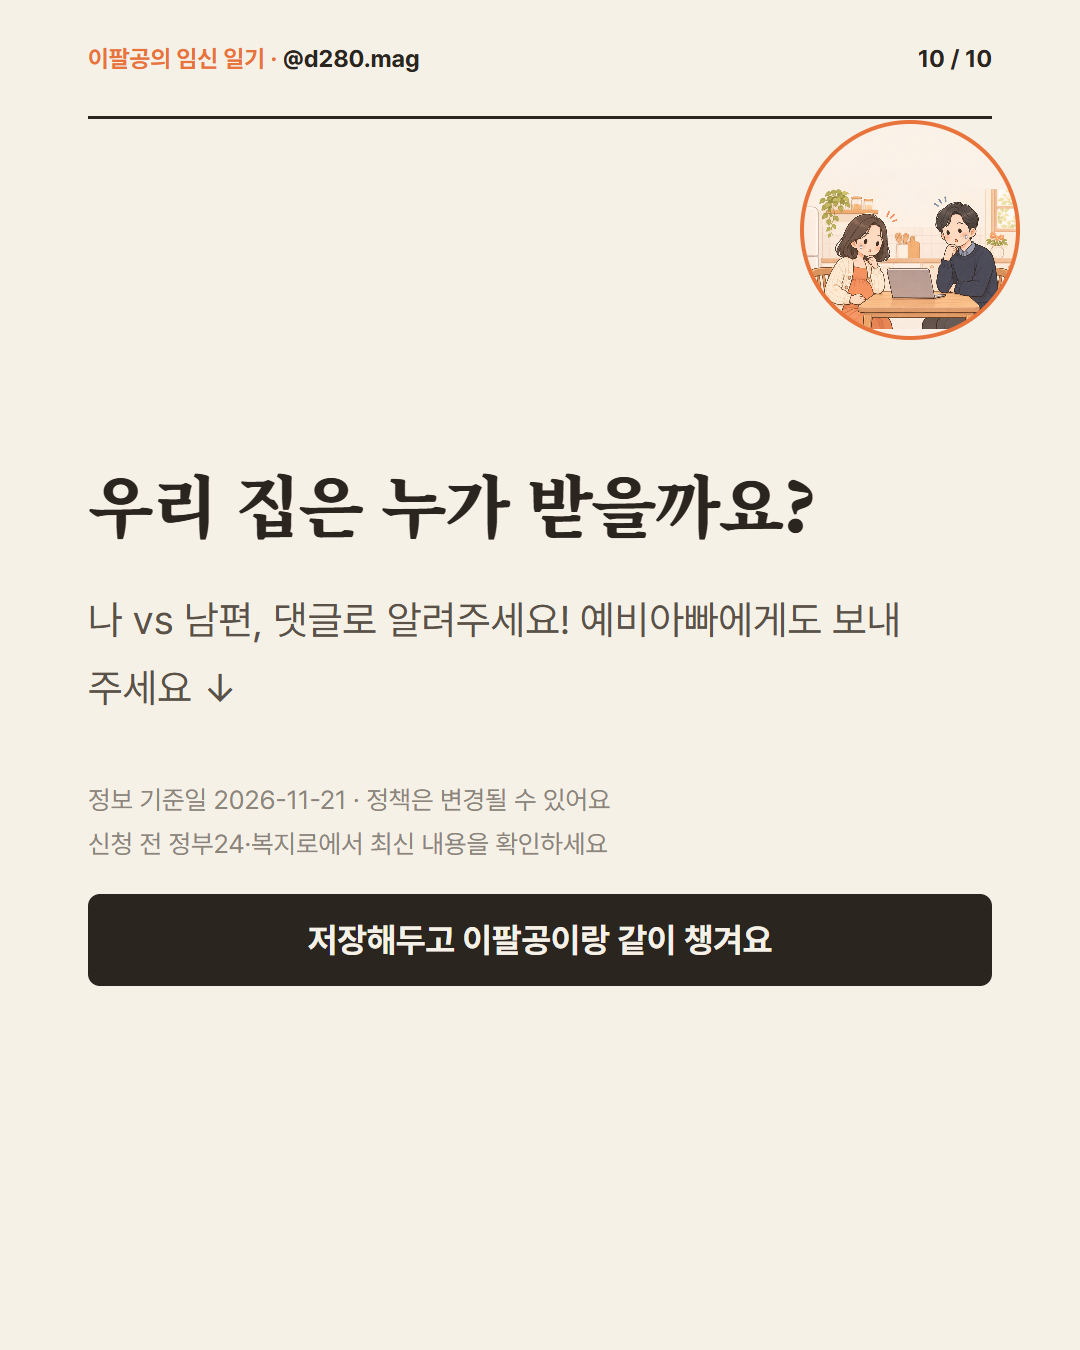 이팔공의 임신 일기 · @d280.mag
10 / 10
우리 집은 누가 받을까요?
나 vs 남편, 댓글로 알려주세요! 예비아빠에게도 보내
주세요 ↓
정보 기준일 2026-11-21 · 정책은 변경될 수 있어요
신청 전 정부24·복지로에서 최신 내용을 확인하세요
저장해두고 이팔공이랑 같이 챙겨요